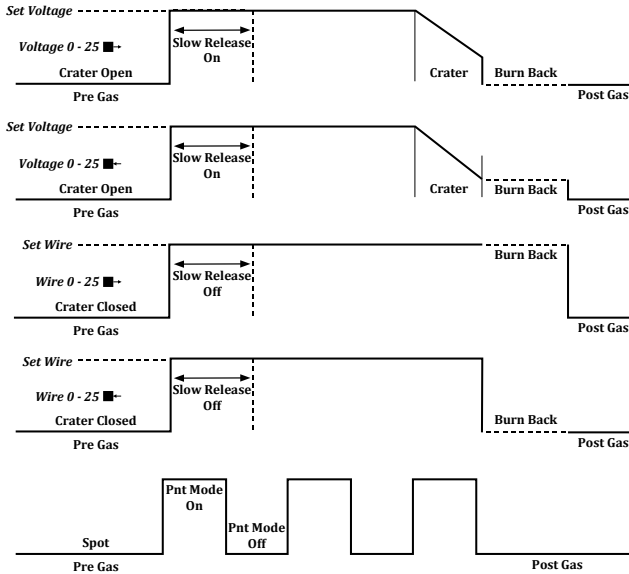 Set Voltage
Voltage 0 - 25
Slow Release
On
Crater Open
Crater
Burn Back
Pre Gas
Post Gas
Set Voltage
Voltage 0 - 25
Slow Release
On
Crater Open
Crater
Burn Back
Pre Gas
Post Gas
Set Wire
Burn Back
Wire 0 - 25
Slow Release
Off
Crater Closed
Pre Gas
Post Gas
Set Wire
Wire 0 - 25
Slow Release
Off
Crater Closed
Burn Back
Pre Gas
Post Gas
Pnt Mode
On
Pnt Mode
Off
Spot
Pre Gas
Post Gas